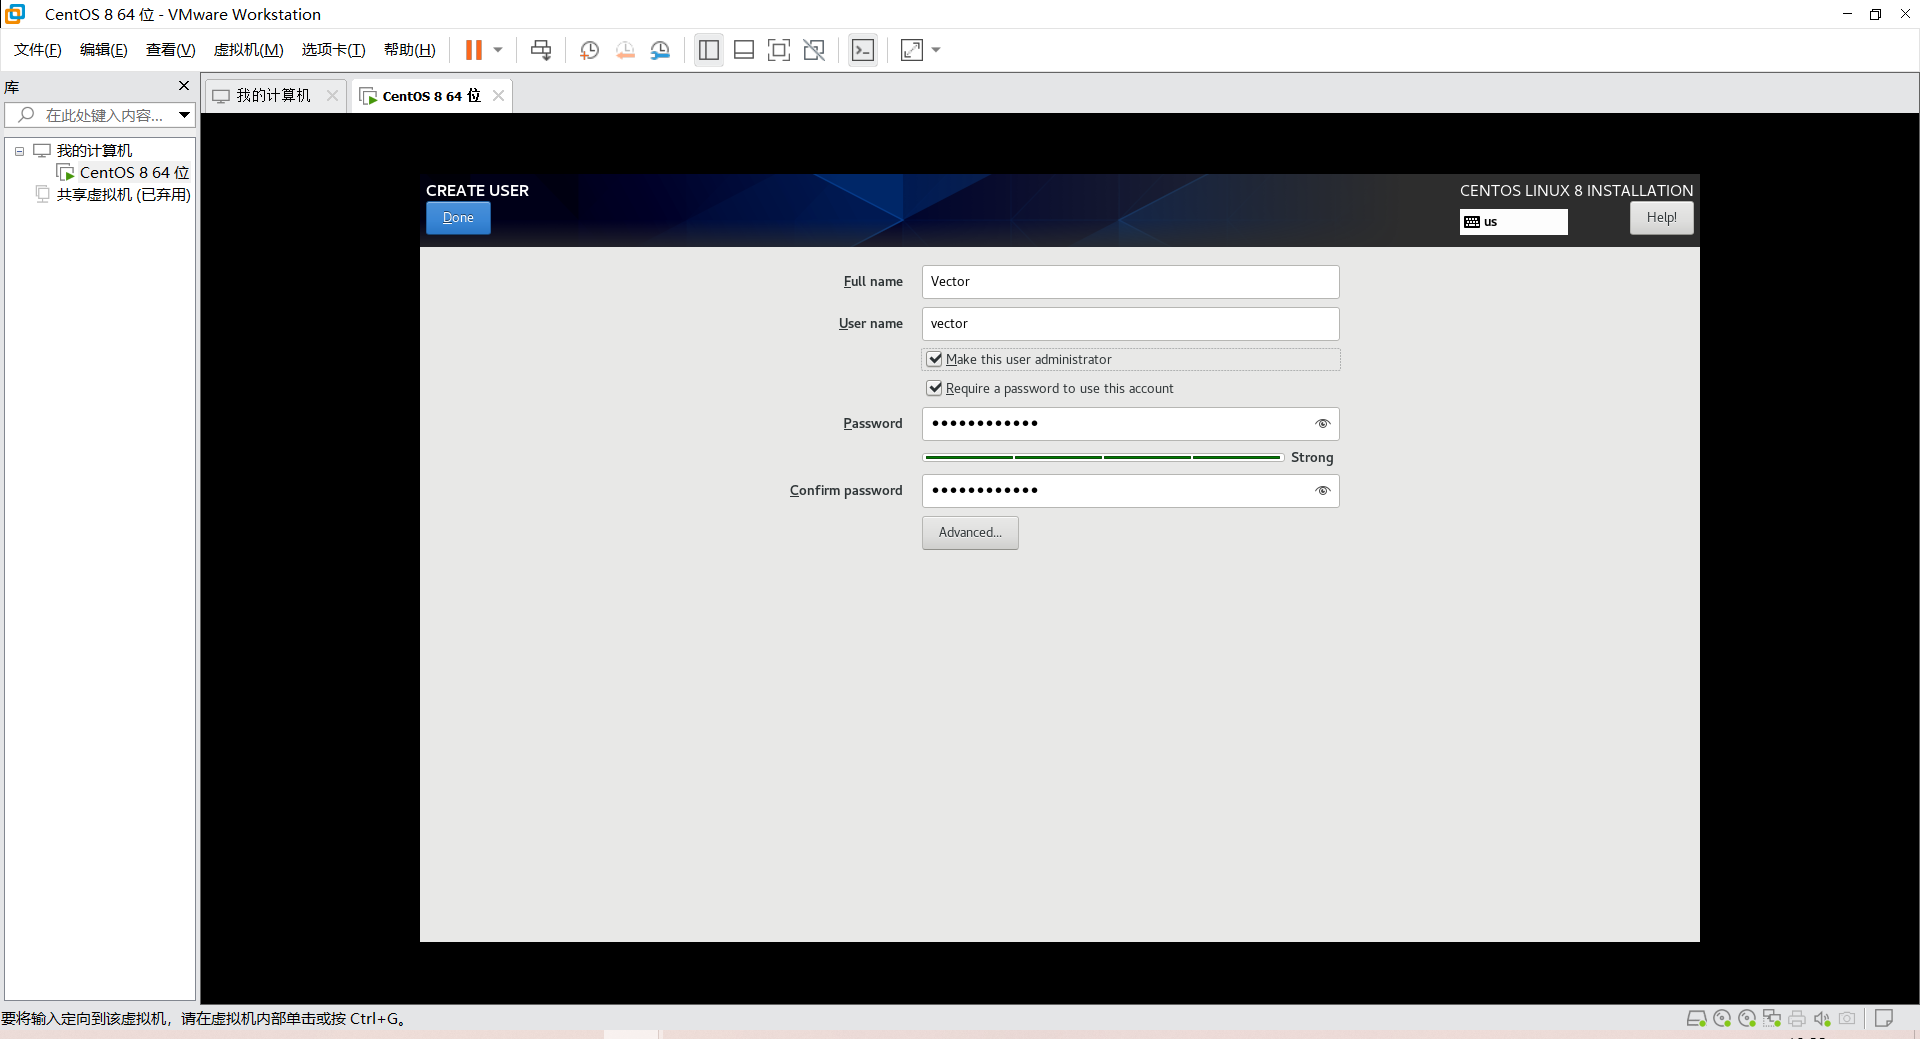 CentOS 8 64 位 - VMware Workstation
文件(F) 编辑(E) 查看(V) 虚拟机(M) 选项卡(T) 帮助(H)
库
在此处键入内容...
我的计算机
CentOS 8 64 位
共享虚拟机 (已弃用)
我的计算机
CentOS 8 64 位
CREATE USER
Done
CENTOS LINUX 8 INSTALLATION
us
Help!
Full name
Vector
User name
vector
Make this user administrator
Require a password to use this account
Password
Strong
Confirm password
Advanced...
要将输入定向到该虚拟机，请在虚拟机内部单击或按 Ctrl+G。